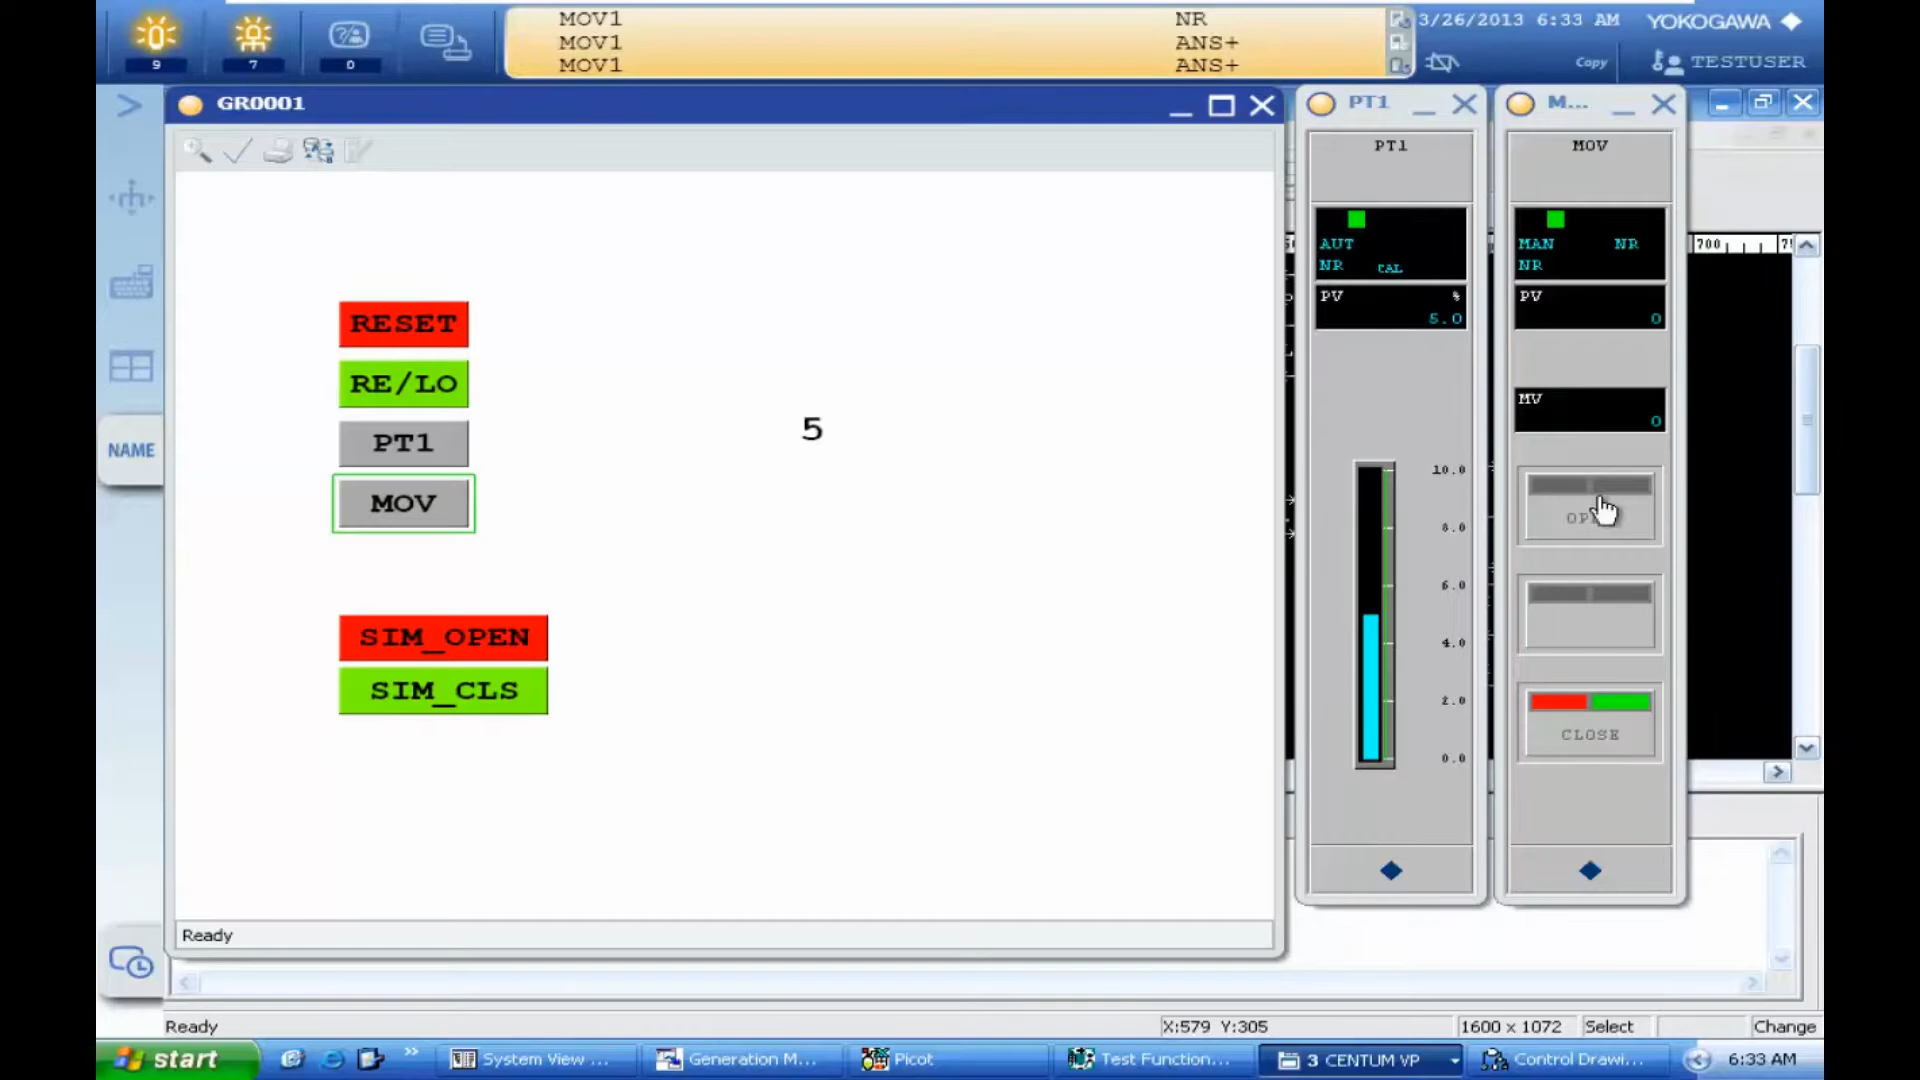 MOV1 NR
MOV1 ANS+
MOV1 ANS+
9
7
0
3/26/2013 6:33 AM
YOKOGAWA
Copy
TESTUSER
GR0001
PT1
M...
PT1
MOV
AUT
NR CAL
MAN NR
NR
PV %
5.0
PV
0
700
RESET
RE/LO
PT1
MOV
5
MV
0
NAME
10.0
8.0
6.0
4.0
2.0
0.0
CLOSE
SIM_OPEN
SIM_CLS
Ready
Ready
X:579 Y:305
1600 x 1072
Select
Change
start
System View ...
Generation M...
Picot
Test Function...
3 CENTUM VP
Control Drawi...
6:33 AM